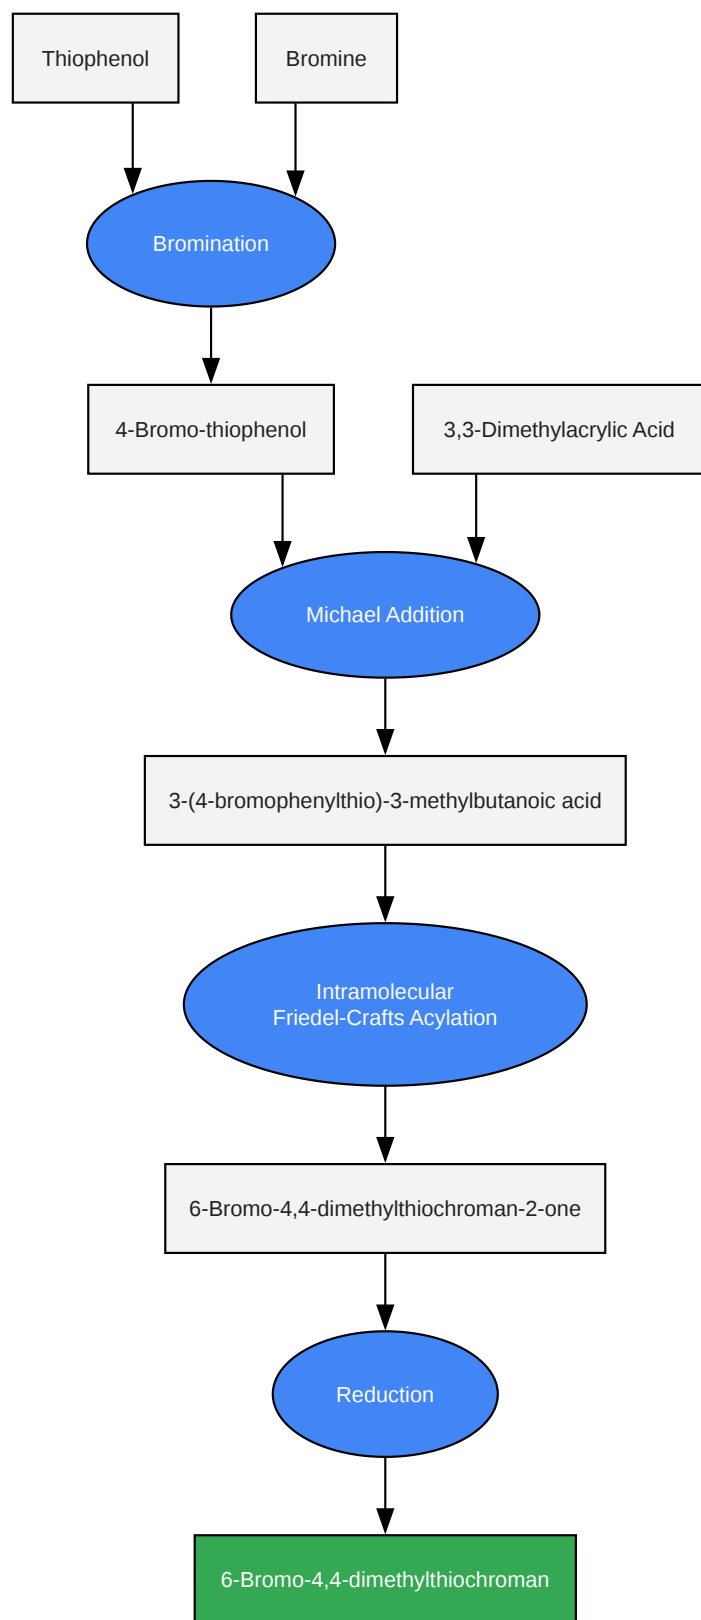 Thiophenol
Bromine
Bromination
4-Bromo-thiophenol
3,3-Dimethylacrylic Acid
Michael Addition
3-(4-bromophenylthio)-3-methylbutanoic acid
Intramolecular
Friedel-Crafts Acylation
6-Bromo-4,4-dimethylthiochroman-2-one
Reduction
6-Bromo-4,4-dimethylthiochroman